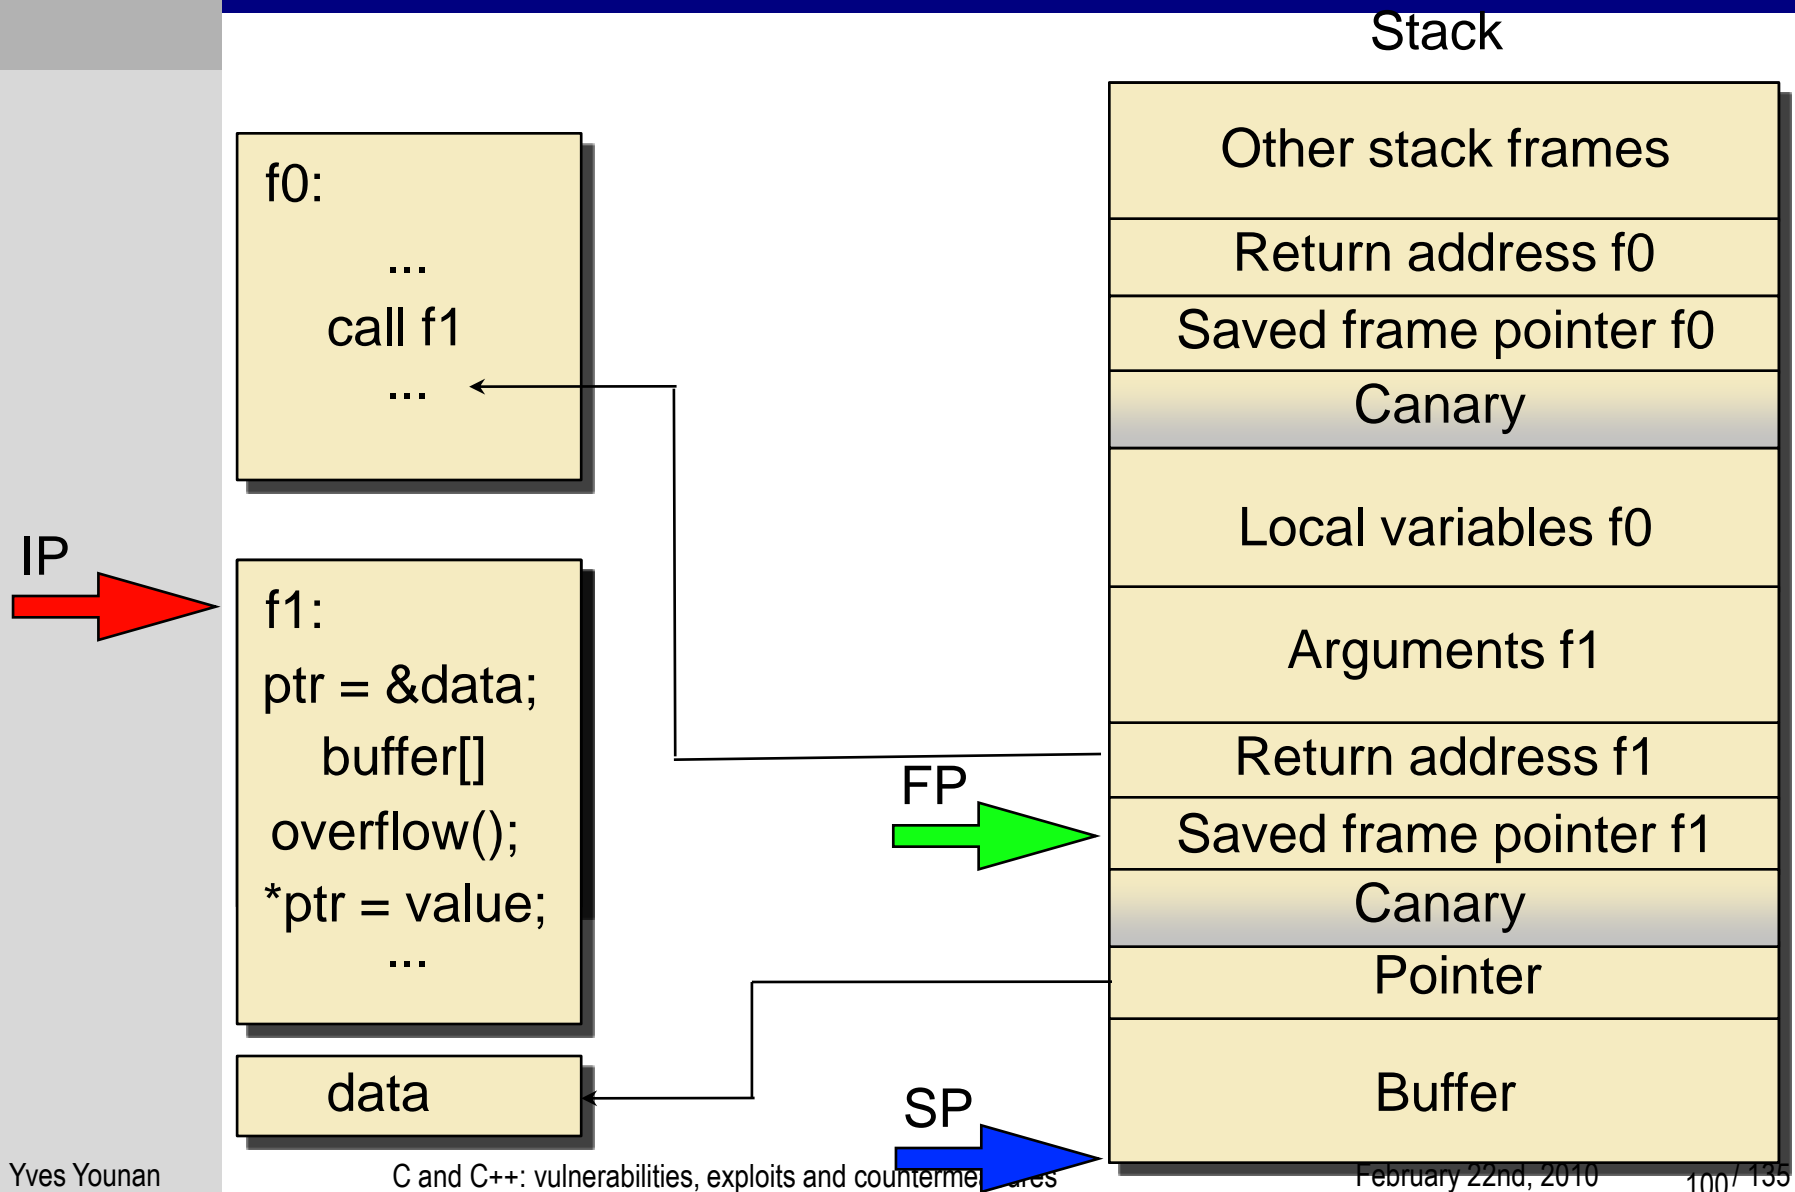 Stack
f0:
...
call f1
...
IP
f1:
ptr = &data;
buffer[]
overflow();
*ptr = value;
...
data
FP
SP
Other stack frames
Return address f0
Saved frame pointer f0
Canary
Local variables f0
Arguments f1
Return address f1
Saved frame pointer f1
Canary
Pointer
Buffer
Yves Younan
C and C++: vulnerabilities, exploits and countermeasures
February 22nd, 2010
100 / 135